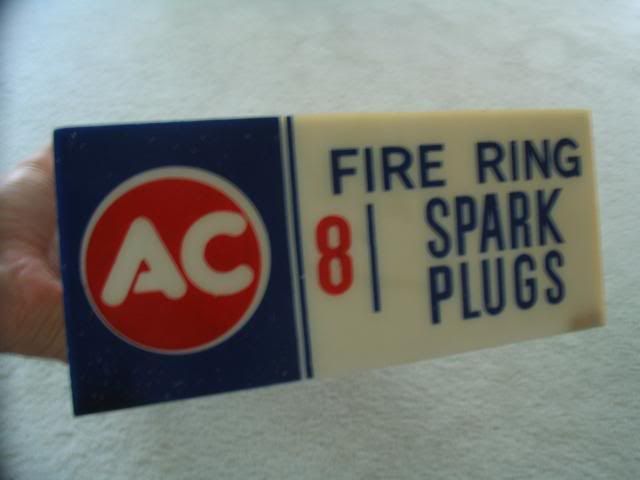 AC
FIRE RING
8 | SPARK
PLUGS